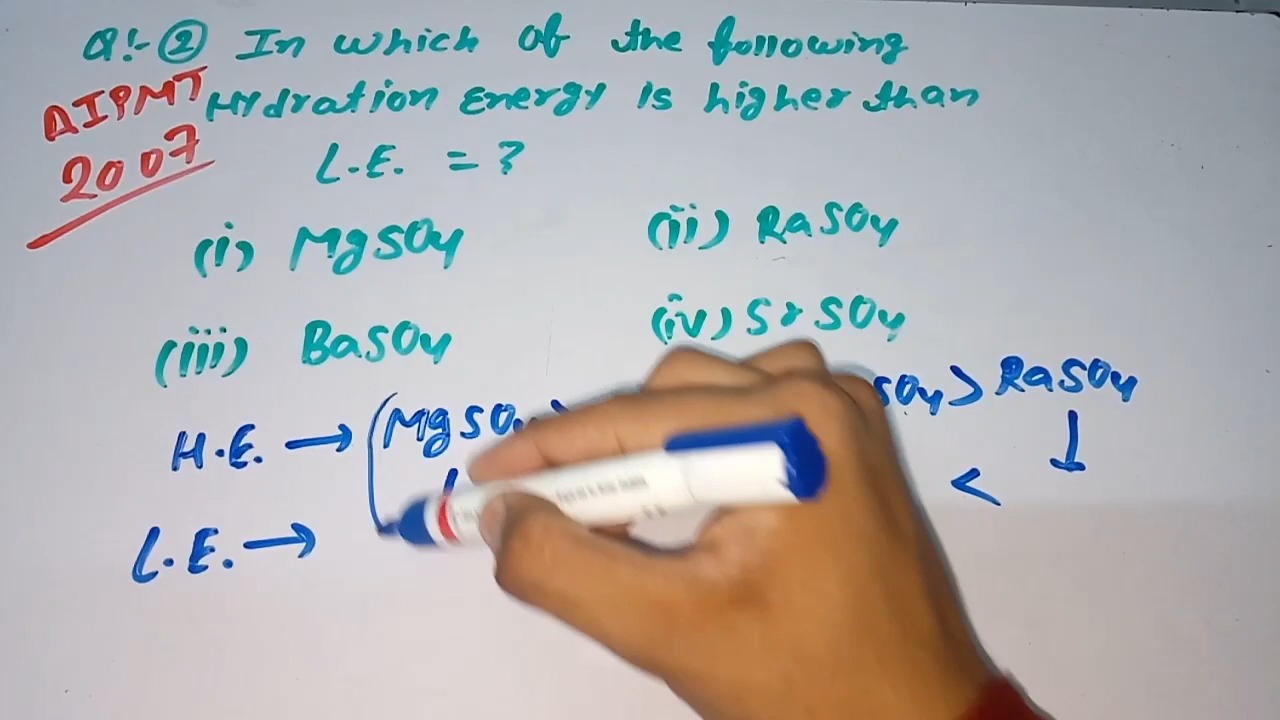 Q:- ② In which of the following
AIPMT Hydration Energy is higher than
2007 L.E. = ?
(i) MgSO4 (ii) RaSO4
(iii) BaSO4 (iv) SrSO4
H.E. → (MgSO4 > SO4 > RaSO4
<
L.E. →